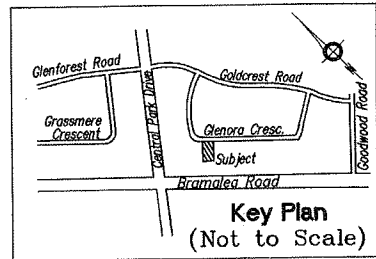 Glenforest Road
Goldcrest Road
N
Grassmere
Crescent
Central Park Drive
Glenora Cresc.
Goodwood Road
Subject
Bramalea Road
Key Plan
(Not to Scale)